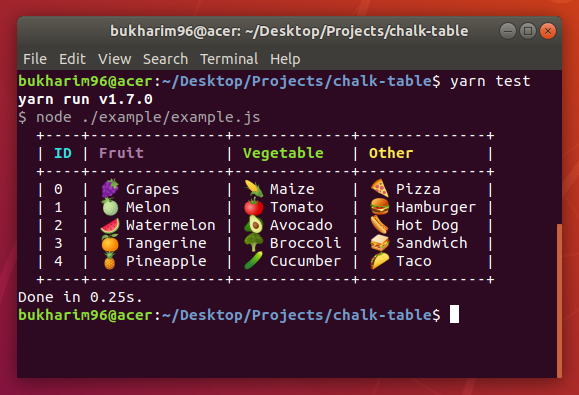 bukharim96@acer: ~/Desktop/Projects/chalk-table
File Edit View Search Terminal Help
bukharim96@acer:~/Desktop/Projects/chalk-table$ yarn test
yarn run v1.7.0
$ node ./example/example.js
+----+---------------+-------------+--------------+
| ID | Fruit         | Vegetable   | Other        |
+----+---------------+-------------+--------------+
| 0  | 🍇 Grapes     | 🌽 Maize    | 🍕 Pizza     |
| 1  | 🍈 Melon      | 🍅 Tomato   | 🍔 Hamburger |
| 2  | 🍉 Watermelon | 🥑 Avocado  | 🌭 Hot Dog   |
| 3  | 🍊 Tangerine  | 🥦 Broccoli | 🥪 Sandwich  |
| 4  | 🍍 Pineapple  | 🥒 Cucumber | 🌮 Taco      |
+----+---------------+-------------+--------------+
Done in 0.25s.
bukharim96@acer:~/Desktop/Projects/chalk-table$